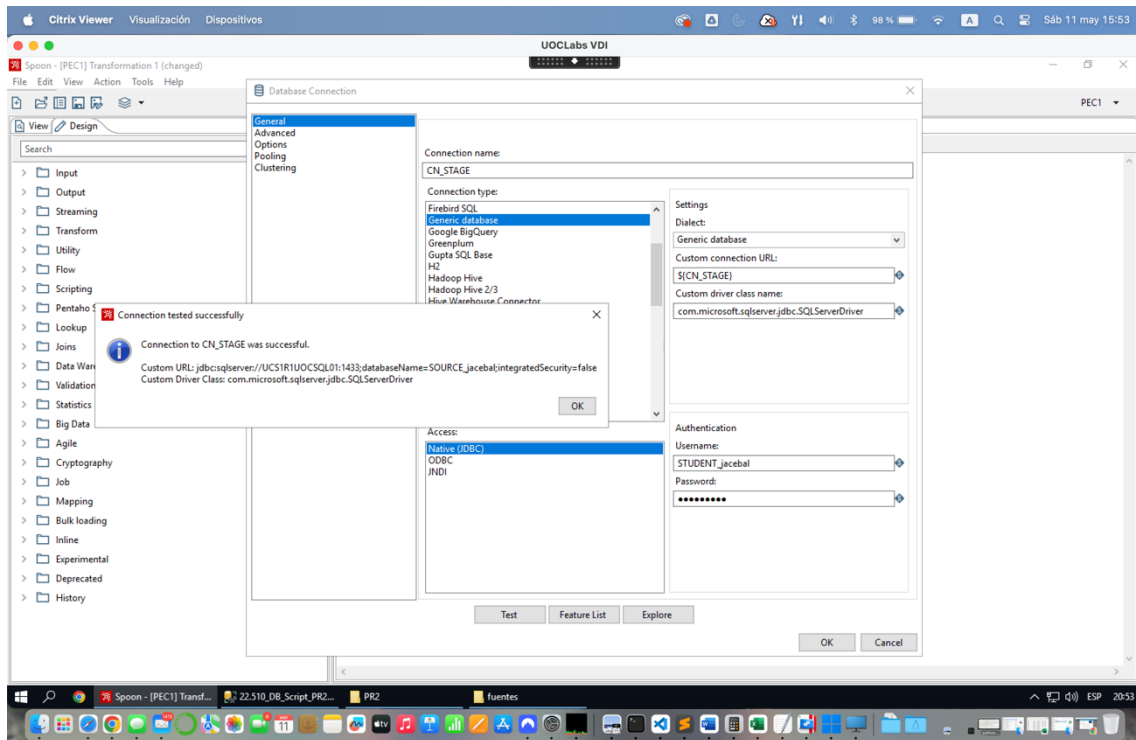 Citrix Viewer Visualización Dispositivos 98 % A Sáb 11 may 15:53
UOCLabs VDI
Spoon - [PEC1] Transformation 1 (changed)
File Edit View Action Tools Help
PEC1
View Design
Search
Input
Output
Streaming
Transform
Utility
Flow
Scripting
Pentaho S
Lookup
Joins
Data Ware
Validation
Statistics
Big Data
Agile
Cryptography
Job
Mapping
Bulk loading
Inline
Experimental
Deprecated
History
Database Connection
General
Advanced
Options
Pooling
Clustering
Connection name:
CN_STAGE
Connection type:
Firebird SQL
Generic database
Google BigQuery
Greenplum
Gupta SQL Base
H2
Hadoop Hive
Hadoop Hive 2/3
Hive Warehouse Connector
Access:
Native (JDBC)
ODBC
JNDI
Settings
Dialect:
Generic database
Custom connection URL:
${CN_STAGE}
Custom driver class name:
com.microsoft.sqlserver.jdbc.SQLServerDriver
Authentication
Username:
STUDENT_jacebal
Password:
Test Feature List Explore
OK Cancel
Connection tested successfully
Connection to CN_STAGE was successful.
Custom URL: jdbc:sqlserver://UCS1R1UOCSQL01:1433;databaseName=SOURCE_jacebal;integratedSecurity=false
Custom Driver Class: com.microsoft.sqlserver.jdbc.SQLServerDriver
OK
Spoon - [PEC1] Transf... 22.510_DB_Script_PR2... PR2 fuentes ESP 20:53